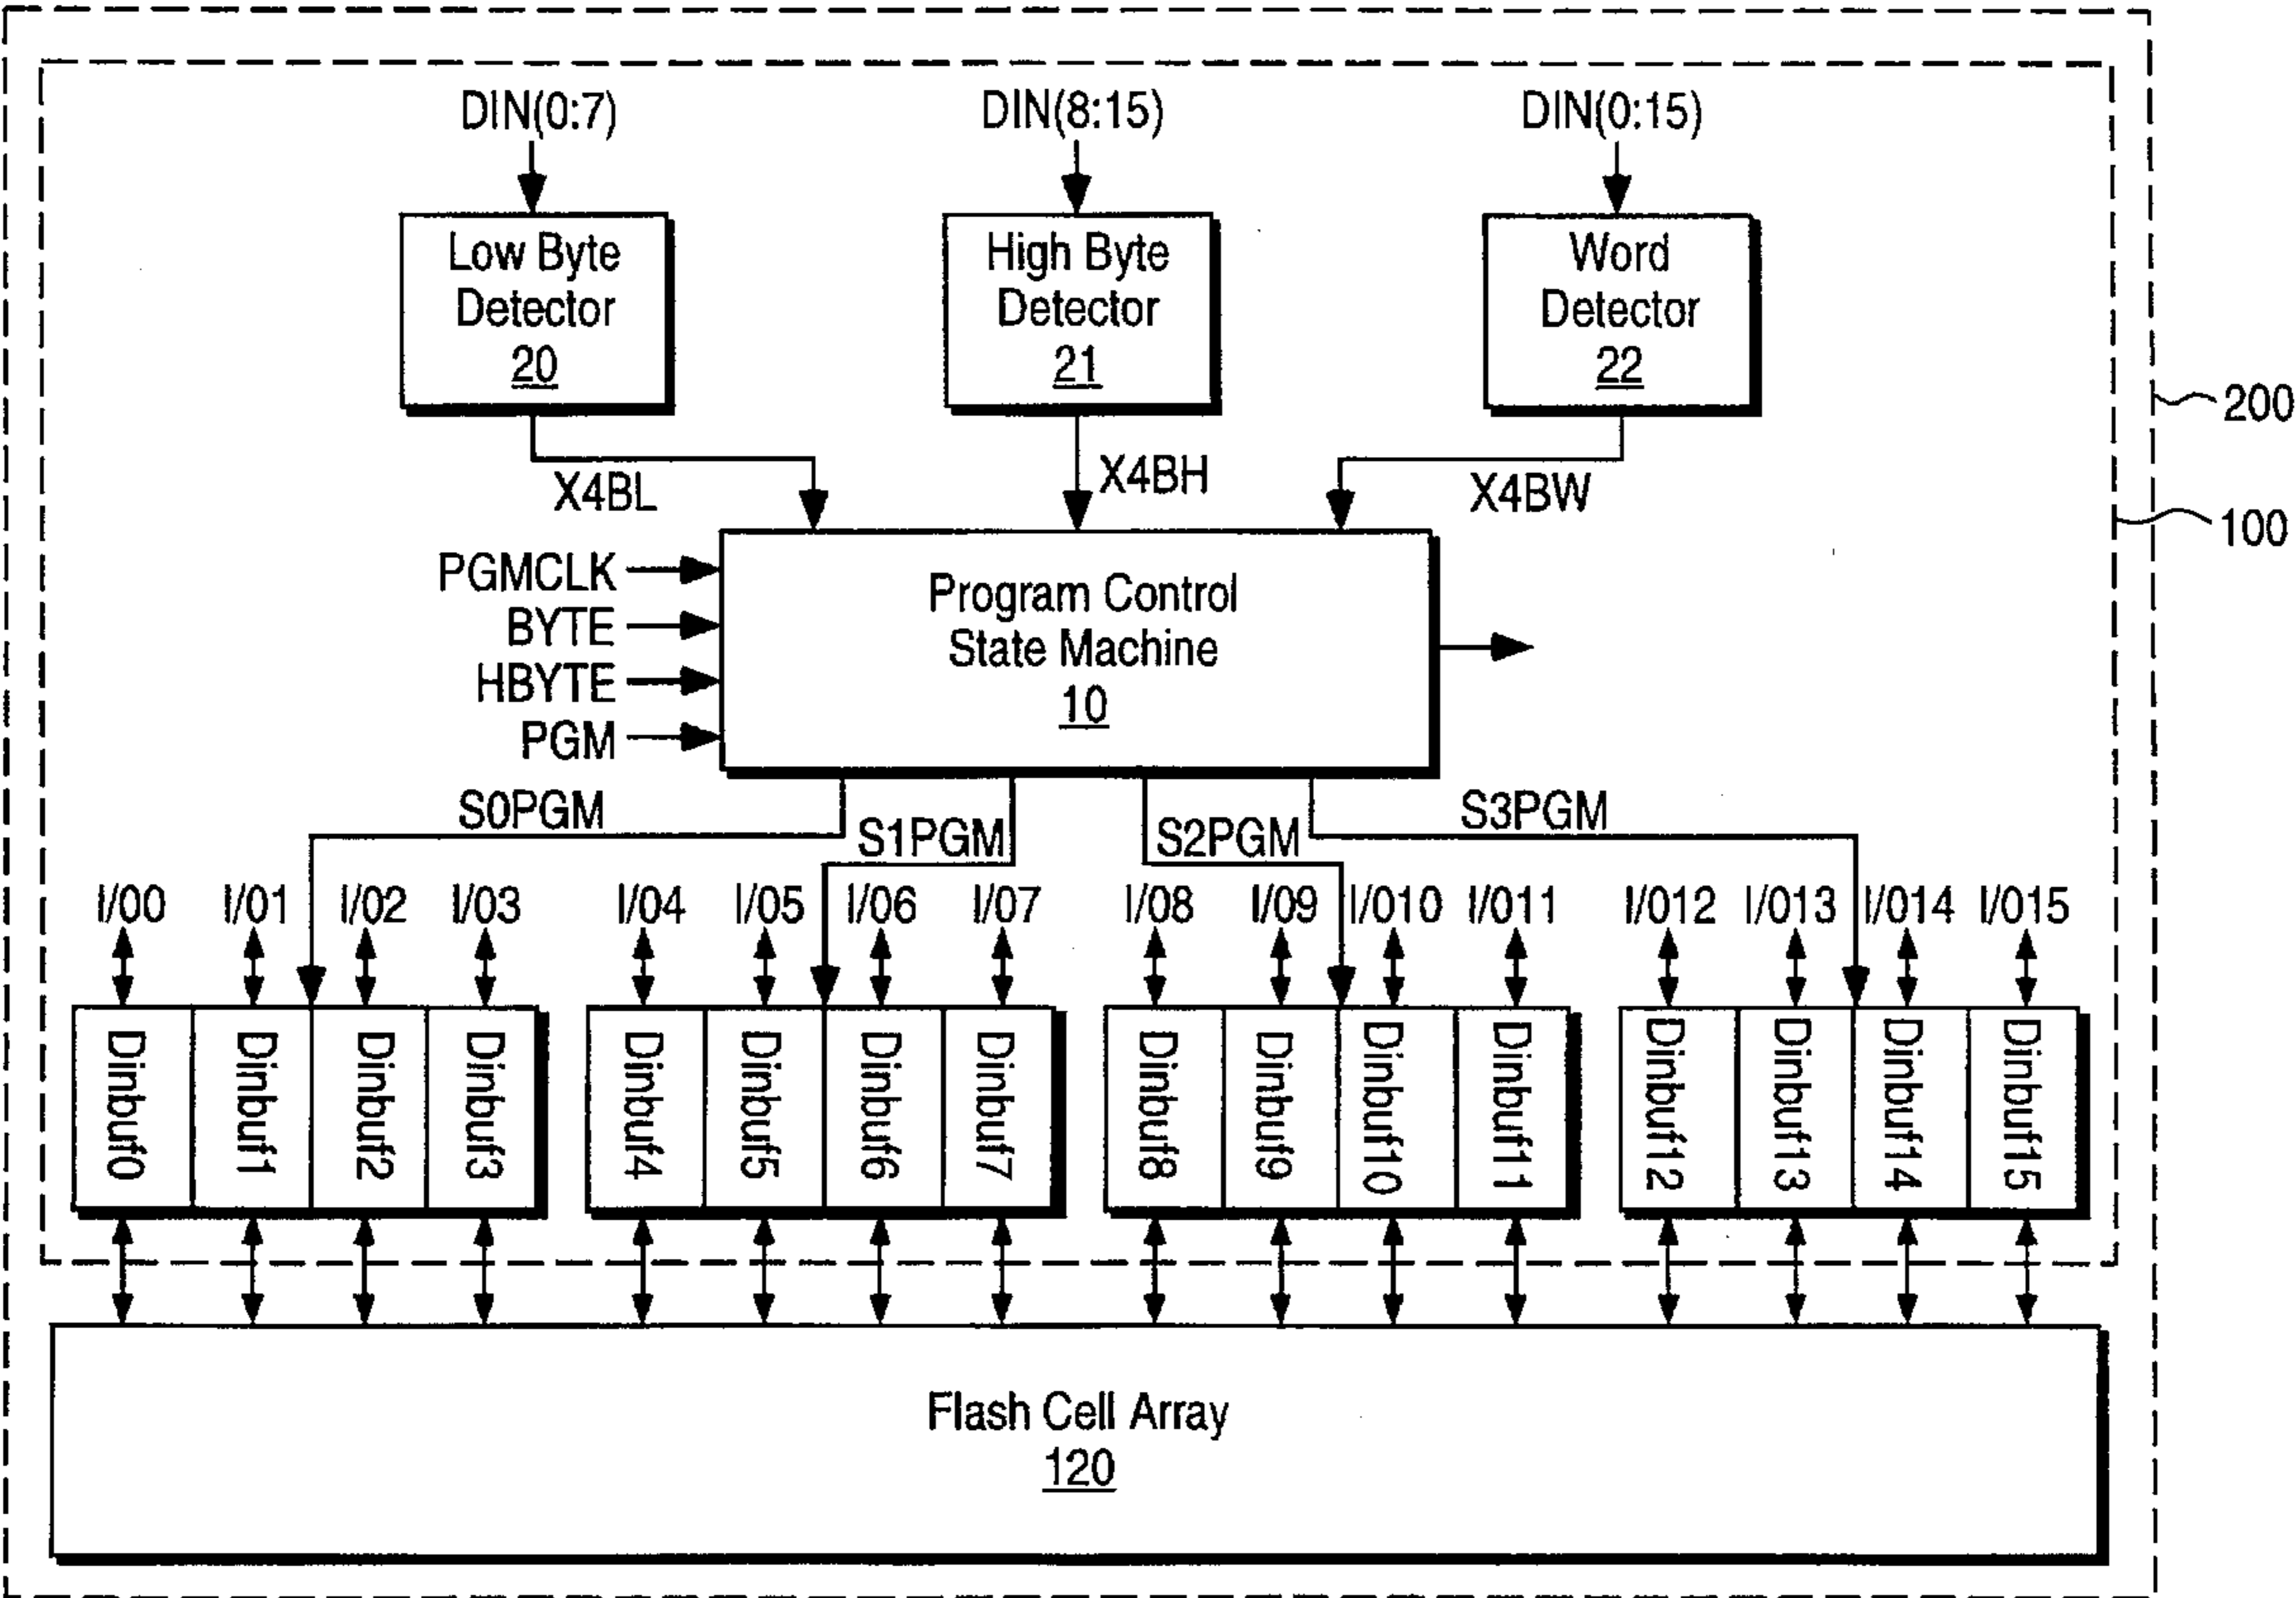 DIN(0:7) DIN(8:15) DIN(0:15)
Low Byte Detector 20
High Byte Detector 21
Word Detector 22
200
X4BL X4BH X4BW
100
PGMCLK
BYTE
HBYTE
PGM
Program Control
State Machine
10
S0PGM S1PGM S2PGM S3PGM
I/00 I/01 I/02 I/03 I/04 I/05 I/06 I/07 I/08 I/09 I/010 I/011 I/012 I/013 I/014 I/015
Dinbuf0 Dinbuf1 Dinbuf2 Dinbuf3 Dinbuf4 Dinbuf5 Dinbuf6 Dinbuf7 Dinbuf8 Dinbuf9 Dinbuf10 Dinbuf11 Dinbuf12 Dinbuf13 Dinbuf14 Dinbuf15
Flash Cell Array
120